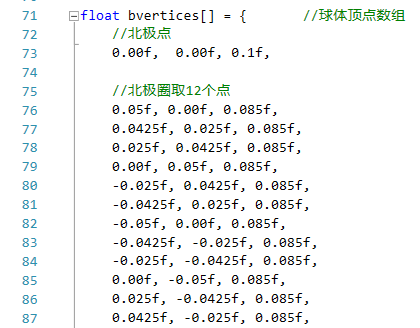 71 float bvertices[] = { //球体顶点数组
72 //北极点
73 0.00f, 0.00f, 0.1f,
74
75 //北极圈取12个点
76 0.05f, 0.00f, 0.085f,
77 0.0425f, 0.025f, 0.085f,
78 0.025f, 0.0425f, 0.085f,
79 0.00f, 0.05f, 0.085f,
80 -0.025f, 0.0425f, 0.085f,
81 -0.0425f, 0.025f, 0.085f,
82 -0.05f, 0.00f, 0.085f,
83 -0.0425f, -0.025f, 0.085f,
84 -0.025f, -0.0425f, 0.085f,
85 0.00f, -0.05f, 0.085f,
86 0.025f, -0.0425f, 0.085f,
87 0.0425f, -0.025f, 0.085f,